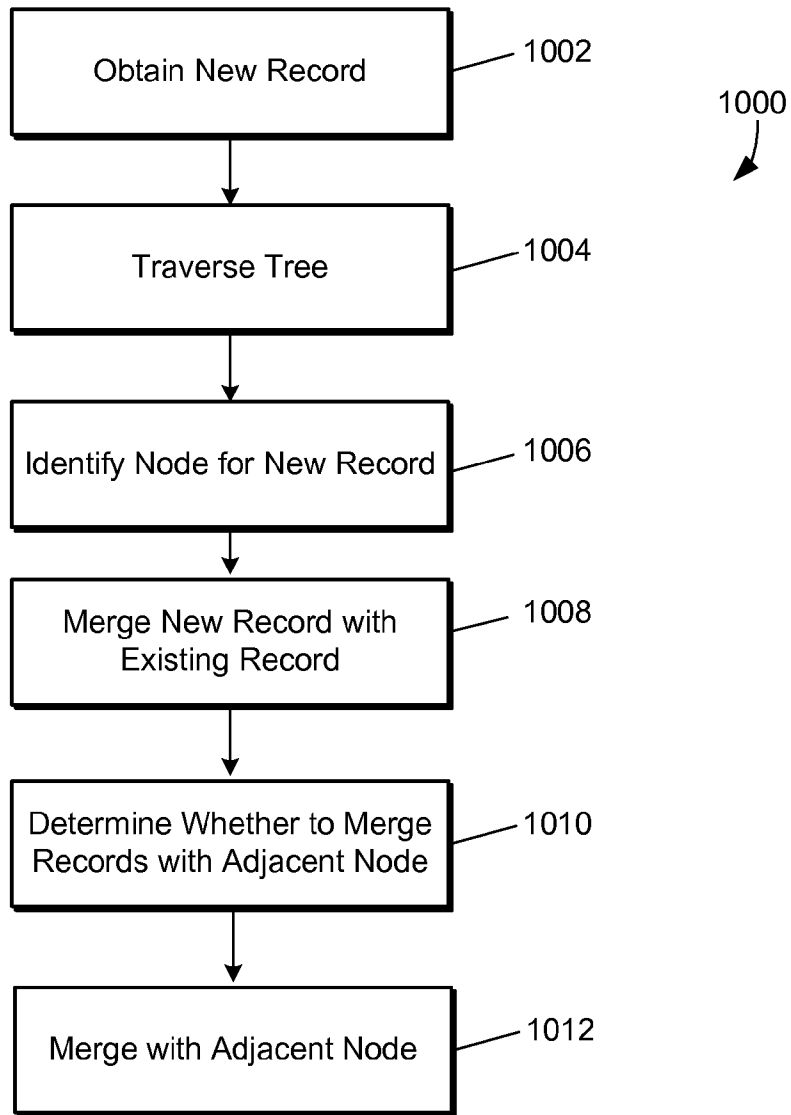 Obtain New Record
1002
1000
Traverse Tree
1004
Identify Node for New Record
1006
Merge New Record with
Existing Record
1008
Determine Whether to Merge
Records with Adjacent Node
1010
Merge with Adjacent Node
1012